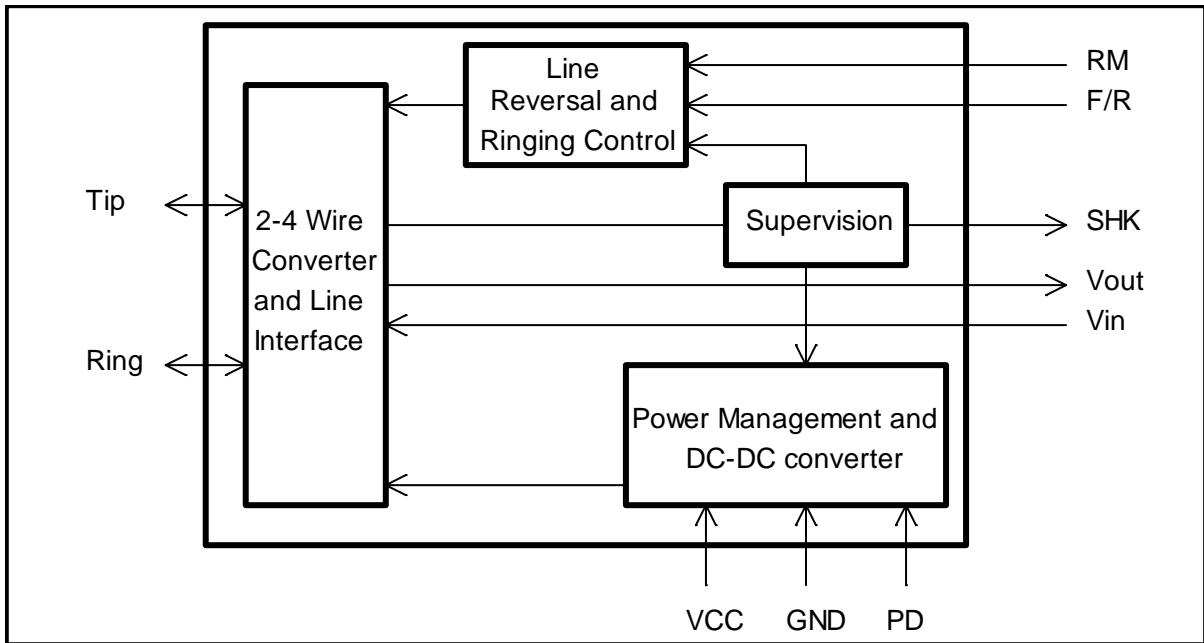 Line
Reversal and
Ringing Control
RM
F/R
Tip
2-4 Wire
Converter
and Line
Interface
Supervision
SHK
Vout
Vin
Ring
Power Management and
DC-DC converter
VCC
GND
PD